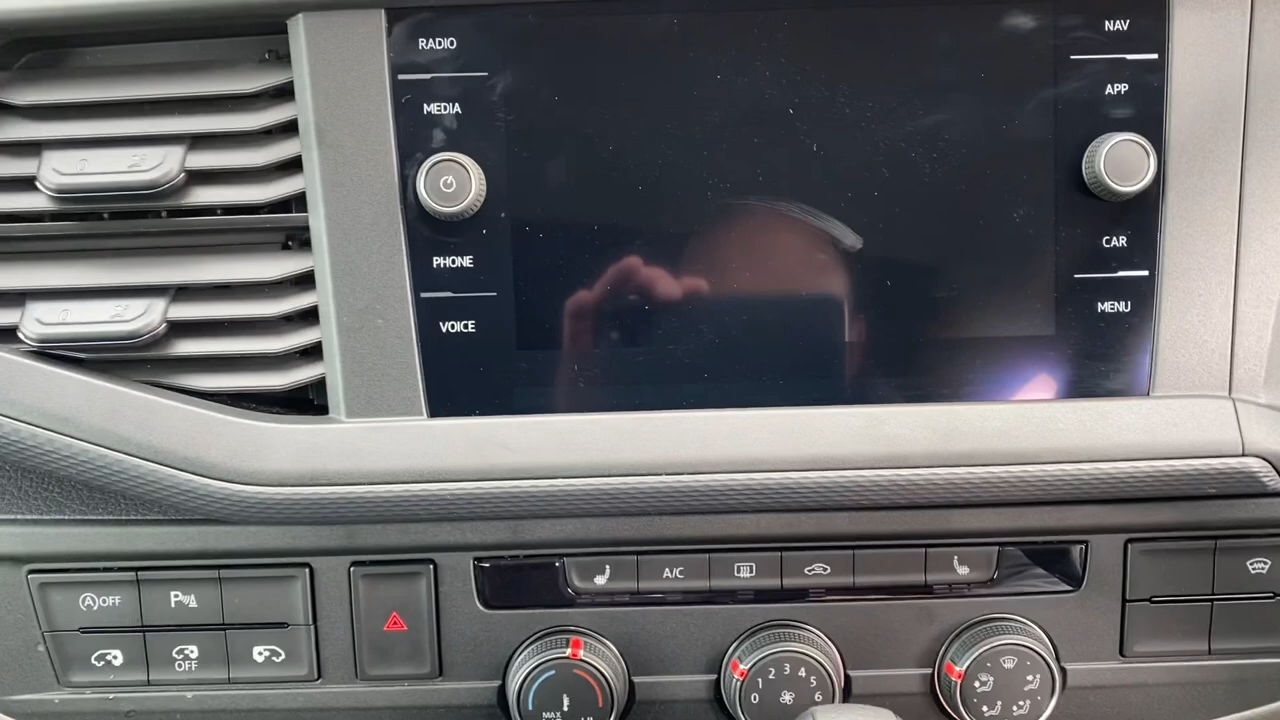 RADIO
NAV
MEDIA
APP
PHONE
CAR
VOICE
MENU
A OFF
P
A/C
OFF
0 1 2 3 4 5 6
MAX